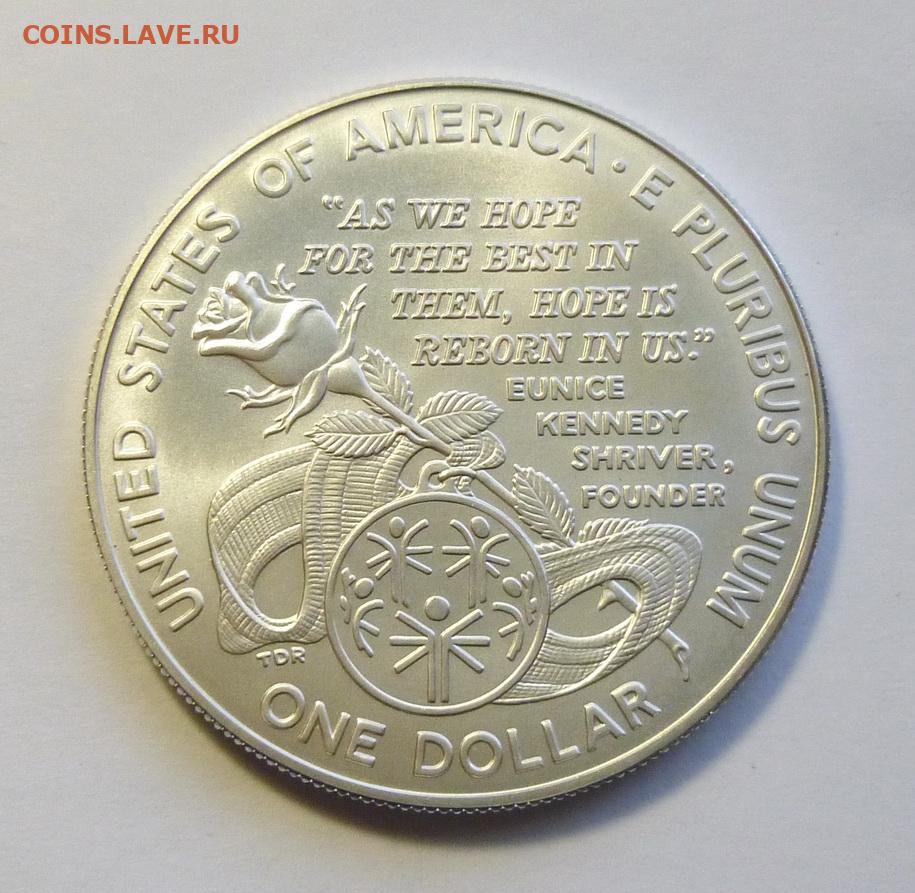 COINS.LAVE.RU
UNITED STATES OF AMERICA · E PLURIBUS UNUM
"AS WE HOPE
FOR THE BEST IN
THEM, HOPE IS
REBORN IN US."
EUNICE
KENNEDY
SHRIVER,
FOUNDER
TDR
ONE DOLLAR